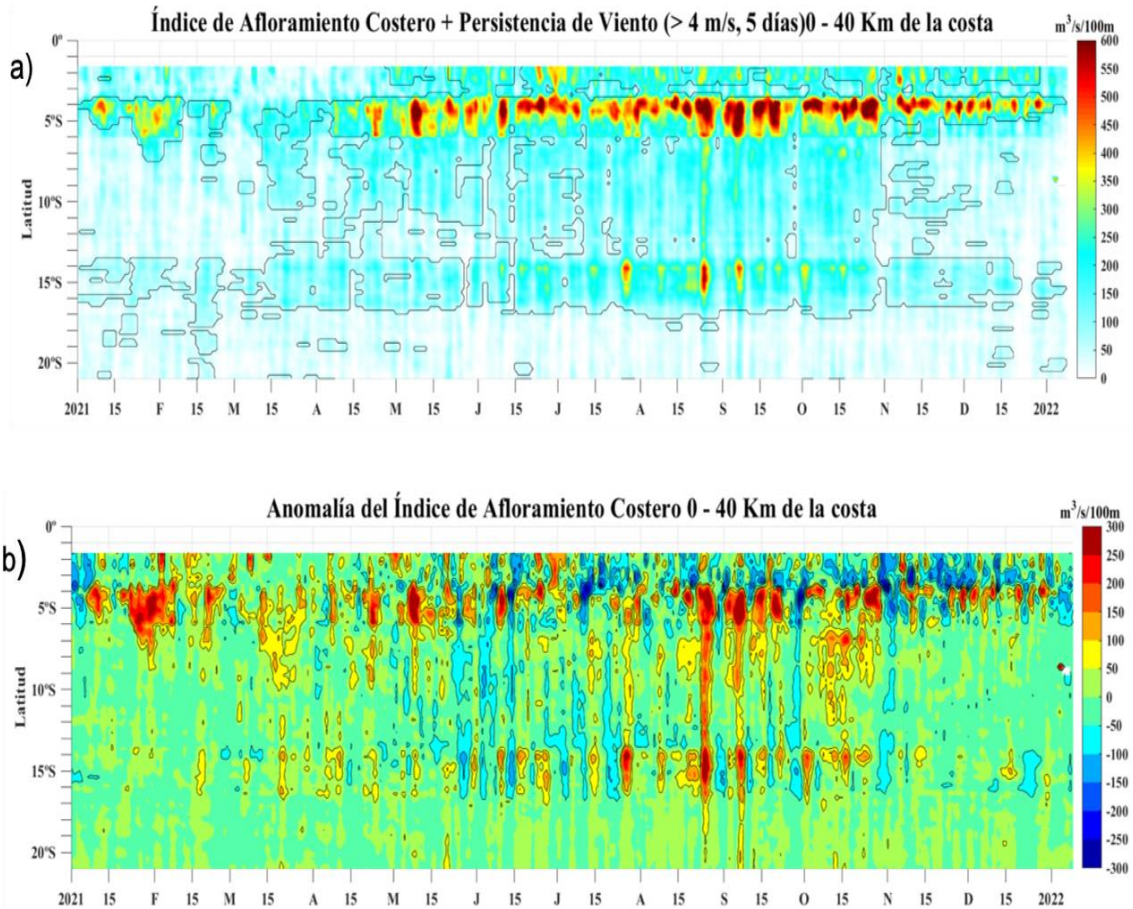 Índice de Afloramiento Costero + Persistencia de Viento (> 4 m/s, 5 días)0 - 40 Km de la costa
m³/s/100m
a)
0º
5ºS
10ºS
15ºS
20ºS
Latitud
600
550
500
450
400
350
300
250
200
150
100
50
0
2021 15 F 15 M A 15 M 15 J 15 J 15 A 15 S 15 O 15 N 15 D 15 2022
Anomalía del Índice de Afloramiento Costero 0 - 40 Km de la costa
m³/s/100m
b)
0º
5ºS
10ºS
15ºS
20ºS
Latitud
300
250
200
150
100
50
0
-50
-100
-150
-200
-250
-300
2021 15 F 15 M 15 A 15 M 15 J 15 J 15 A 15 S 15 O 15 N 15 D 15 2022